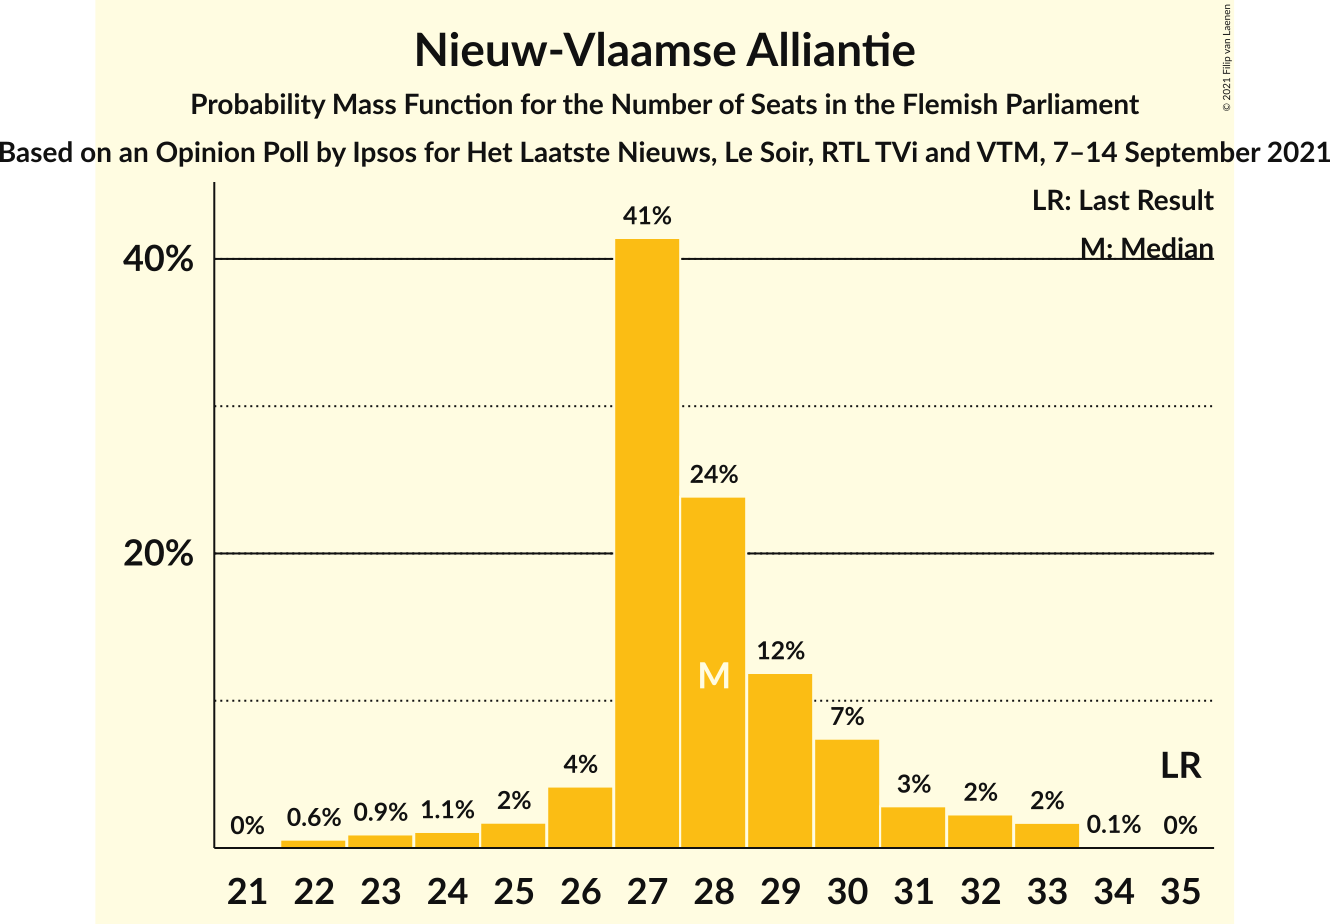 Nieuw-Vlaamse Alliantie
Probability Mass Function for the Number of Seats in the Flemish Parliament
Based on an Opinion Poll by Ipsos for Het Laatste Nieuws, Le Soir, RTL TVi and VTM, 7–14 September 2021
© 2021 Filip van Laenen
LR: Last Result
M: Median
40%
20%
0%
0.6%
0.9%
1.1%
2%
4%
41%
24%
12%
7%
3%
2%
2%
0.1%
0%
M
LR
21 22 23 24 25 26 27 28 29 30 31 32 33 34 35